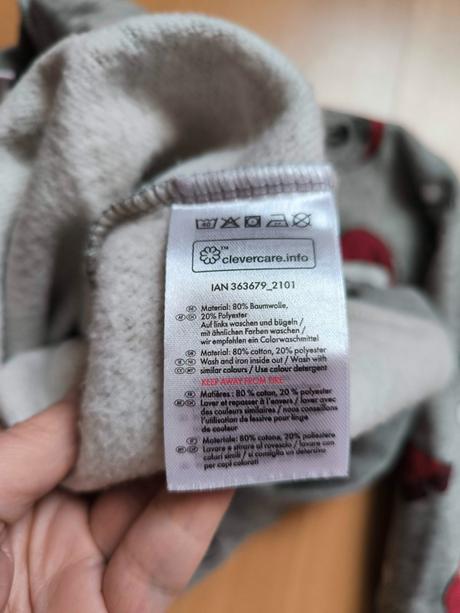 40
clevercare.info™
IAN 363679_2101
Material: 80% Baumwolle,
20% Polyester
Auf links waschen und bügeln /
mit ähnlichen Farben waschen /
wir empfehlen ein Colorwaschmittel
Material: 80% cotton, 20% polyester
Wash and iron inside out / Wash with
similar colours / Use colour detergent
KEEP AWAY FROM FIRE
Matières: 80 % coton, 20 % polyester
Laver et repasser à l'envers / laver avec
des couleurs similaires / nous conseillons
l'utilisation de lessive pour linge
de couleur
Materiale: 80% cotone, 20% poliestere
Lavare e stirare al rovescio / lavare con
colori simili / si consiglia un detersivo
per capi colorati